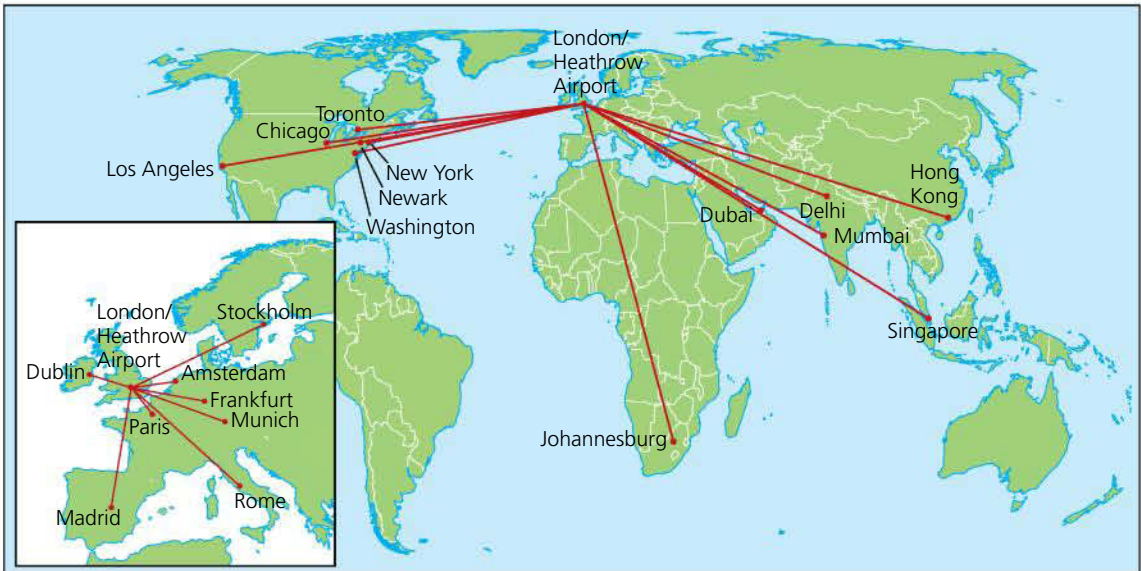 London/
Heathrow
Airport
Toronto
Chicago
Los Angeles
New York
Newark
Washington
Hong
Kong
Dubai
Delhi
Mumbai
Singapore
Johannesburg
London/
Heathrow
Airport
Stockholm
Dublin
Amsterdam
Frankfurt
Munich
Paris
Rome
Madrid